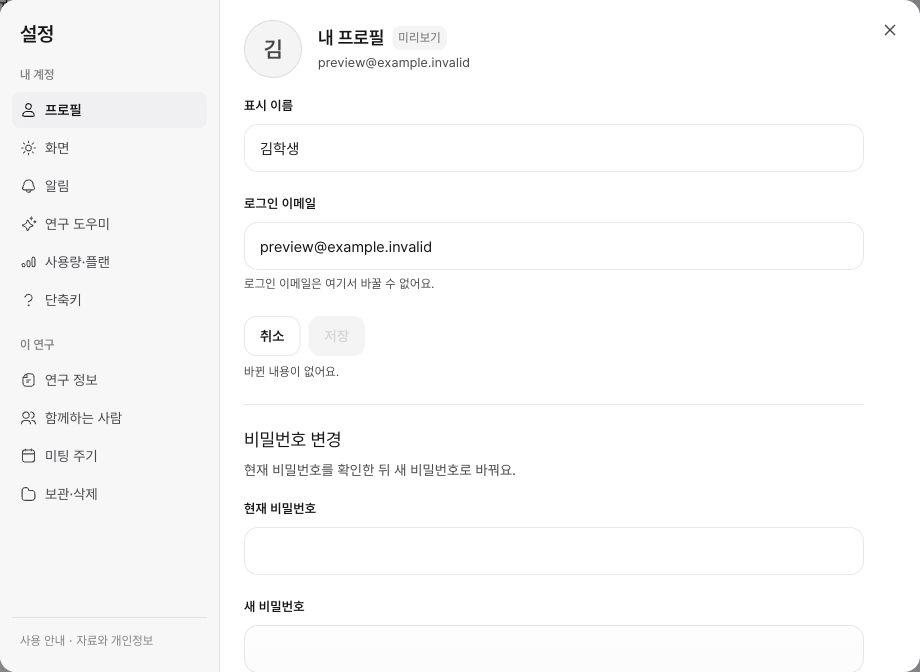 설정
내 계정
프로필
화면
알림
연구 도우미
사용량·플랜
단축키
이 연구
연구 정보
함께하는 사람
미팅 주기
보관·삭제
사용 안내 · 자료와 개인정보
김
내 프로필 미리보기
preview@example.invalid
표시 이름
김학생
로그인 이메일
preview@example.invalid
로그인 이메일은 여기서 바꿀 수 없어요.
취소 저장
바뀐 내용이 없어요.
비밀번호 변경
현재 비밀번호를 확인한 뒤 새 비밀번호로 바꿔요.
현재 비밀번호
새 비밀번호